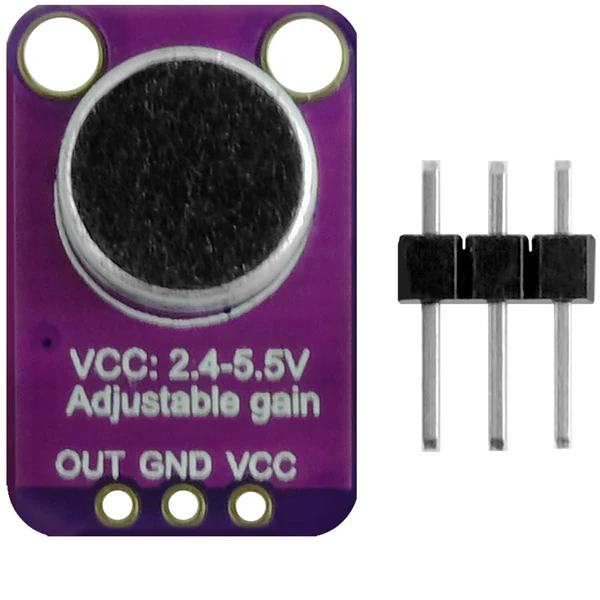 VCC: 2.4-5.5V
Adjustable gain
OUT GND VCC